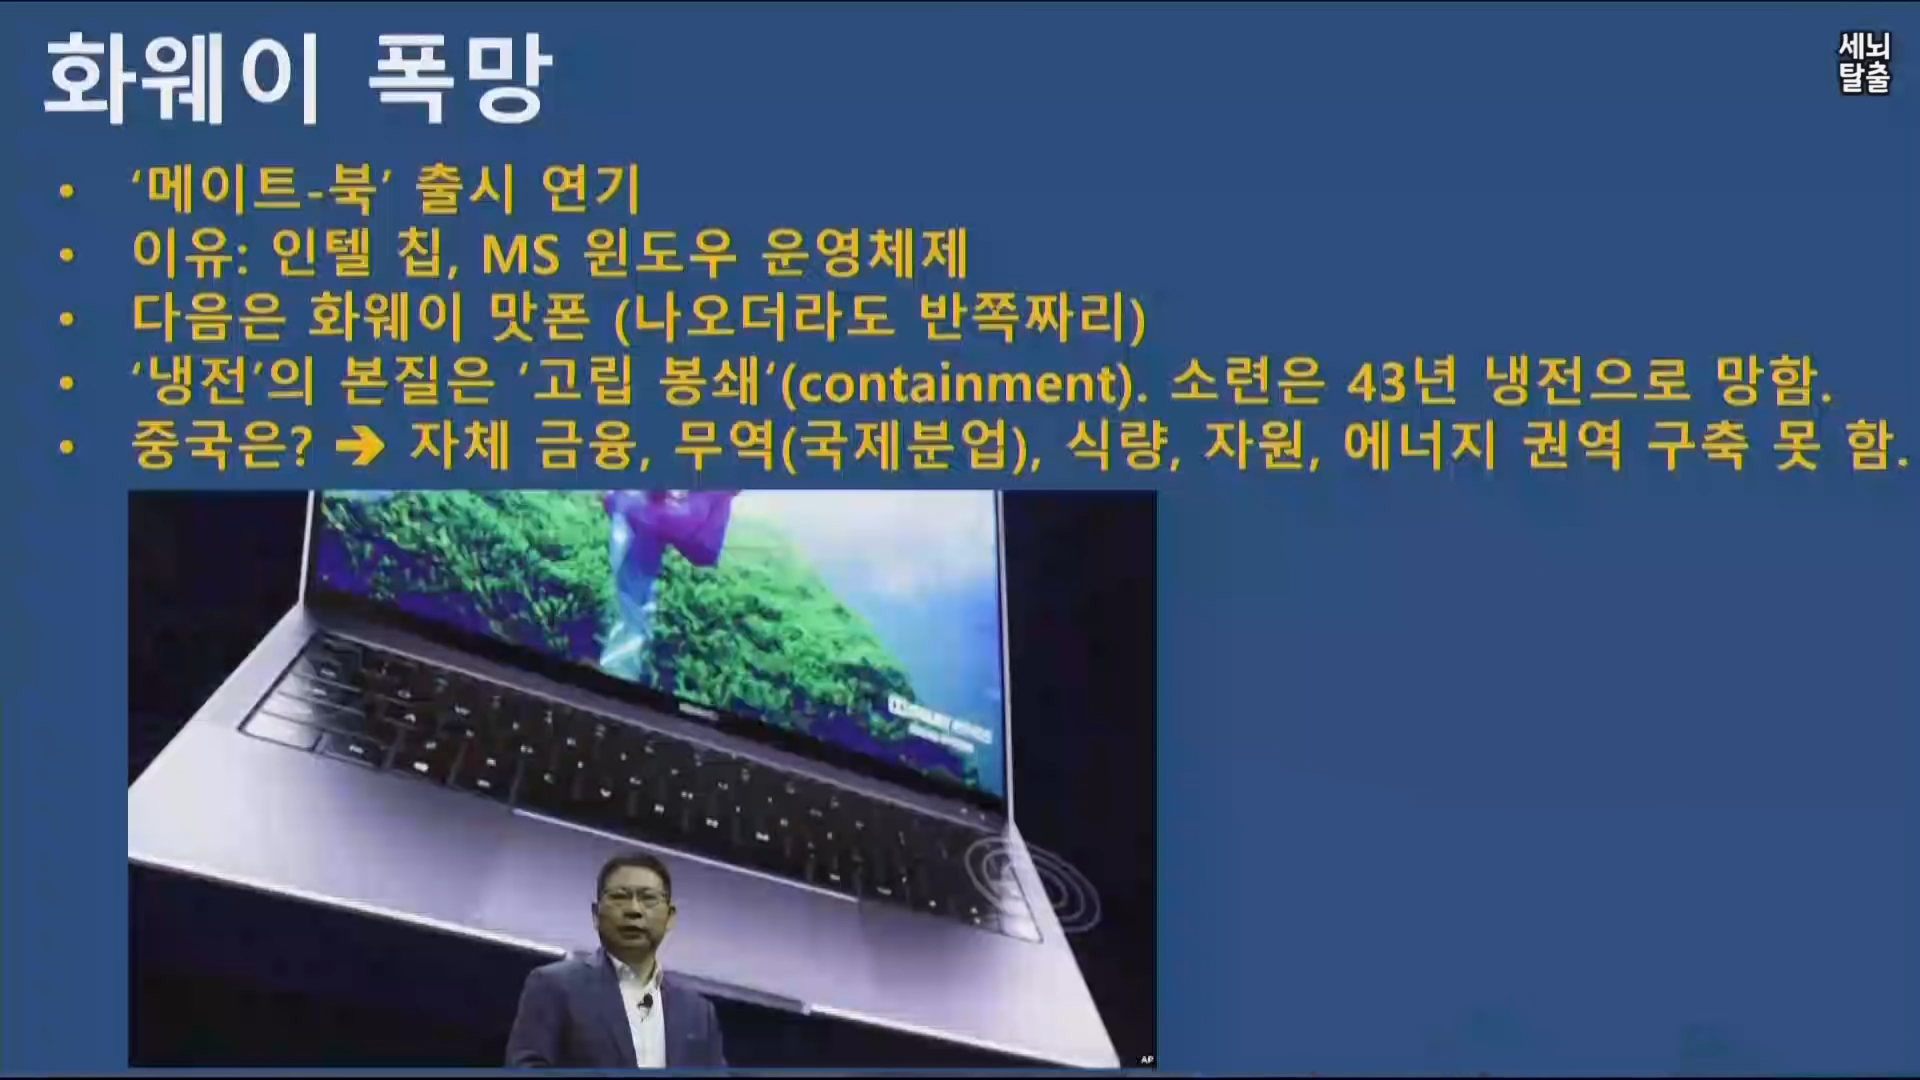 화웨이 폭망
세뇌
탈출
• ‘메이트-북’ 출시 연기
• 이유: 인텔 칩, MS 윈도우 운영체제
• 다음은 화웨이 맛폰 (나오더라도 반쪽짜리)
• ‘냉전’의 본질은 ’고립 봉쇄‘(containment). 소련은 43년 냉전으로 망함.
• 중국은? ➔ 자체 금융, 무역(국제분업), 식량, 자원, 에너지 권역 구축 못 함.
AP